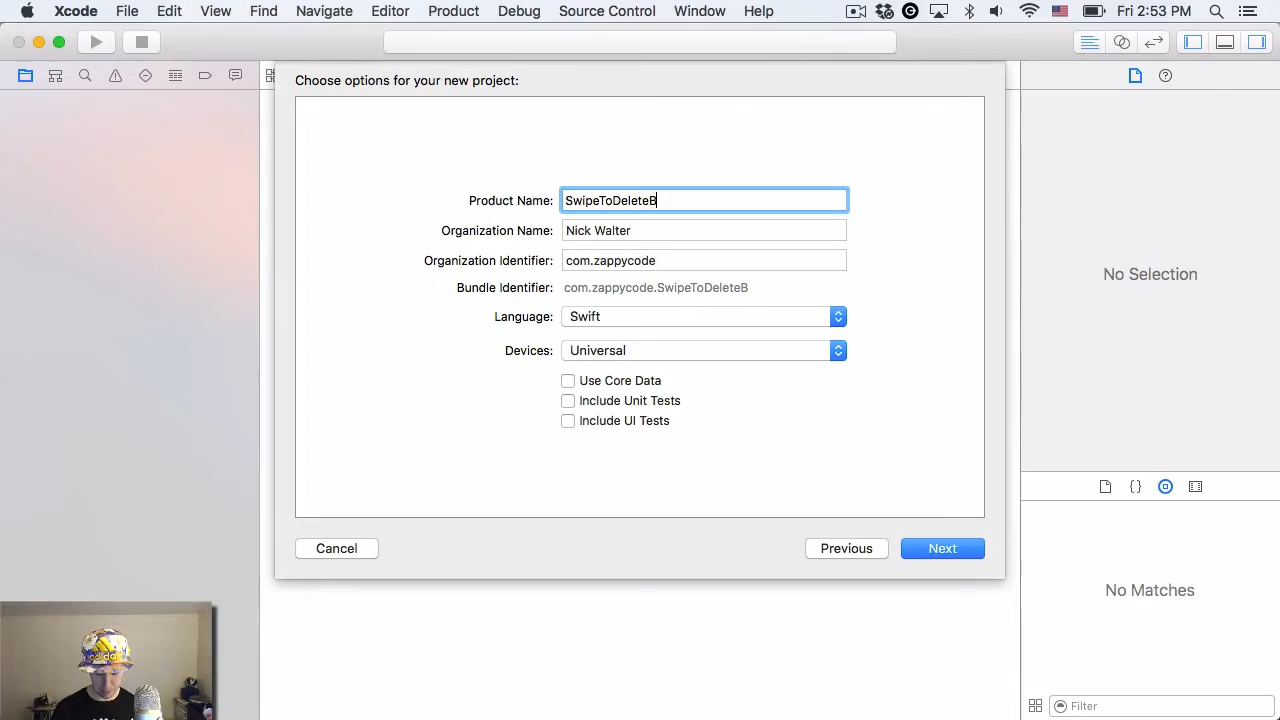 Xcode File Edit View Find Navigate Editor Product Debug Source Control Window Help Fri 2:53 PM
Choose options for your new project:
Product Name: SwipeToDeleteB
Organization Name: Nick Walter
Organization Identifier: com.zappycode
Bundle Identifier: com.zappycode.SwipeToDeleteB
Language: Swift
Devices: Universal
Use Core Data
Include Unit Tests
Include UI Tests
Cancel Previous Next
No Selection
No Matches
Filter
adidas